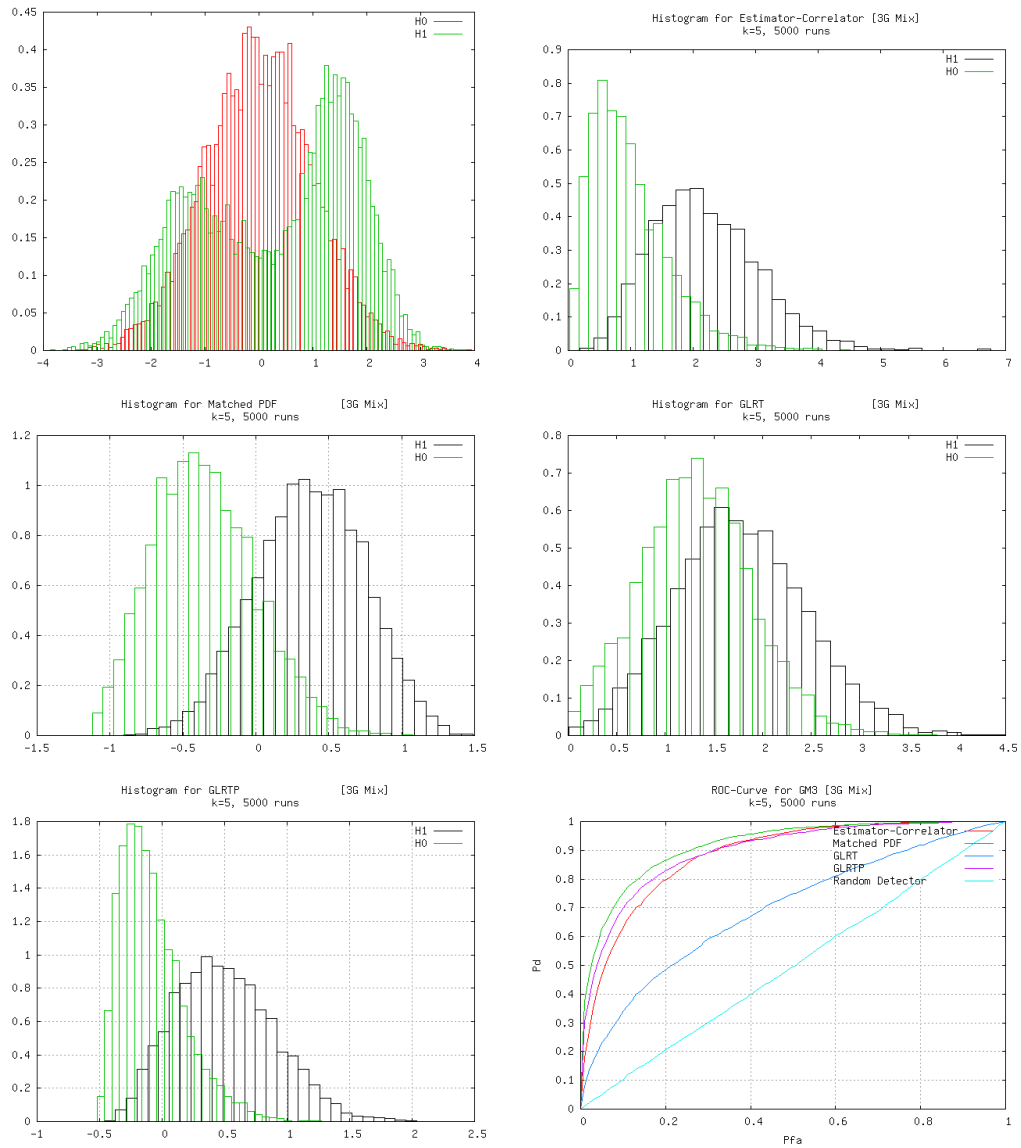 0.45
0.4
0.35
0.3
0.25
0.2
0.15
0.1
0.05
0
-4 -3 -2 -1 0 1 2 3 4
H0
H1
Histogram for Estimator-Correlator [3G Mix]
k=5, 5000 runs
0.9
0.8
0.7
0.6
0.5
0.4
0.3
0.2
0.1
0
0 1 2 3 4 5 6 7
H1
H0
Histogram for Matched PDF [3G Mix]
k=5, 5000 runs
1.2
1
0.8
0.6
0.4
0.2
0
-1.5 -1 -0.5 0 0.5 1 1.5
H1
H0
Histogram for GLRT [3G Mix]
k=5, 5000 runs
0.8
0.7
0.6
0.5
0.4
0.3
0.2
0.1
0
0 0.5 1 1.5 2 2.5 3 3.5 4 4.5
H1
H0
Histogram for GLRTP [3G Mix]
k=5, 5000 runs
1.8
1.6
1.4
1.2
1
0.8
0.6
0.4
0.2
0
-1 -0.5 0 0.5 1 1.5 2 2.5
H1
H0
ROC-Curve for GM3 [3G Mix]
k=5, 5000 runs
1
0.9
0.8
0.7
0.6
0.5
0.4
0.3
0.2
0.1
0
Pd
0 0.2 0.4 0.6 0.8 1
Pfa
Estimator-Correlator
Matched PDF
GLRT
GLRTP
Random Detector